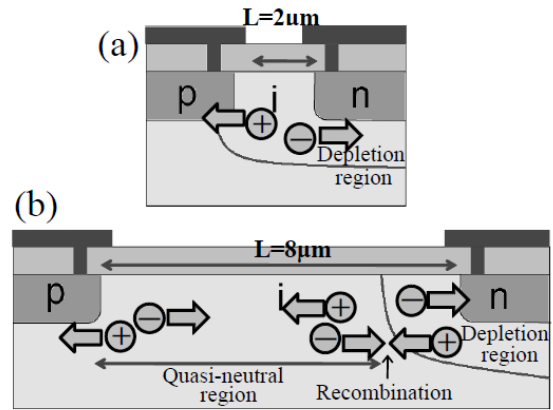 L=2um
(a)
p
i
n
+
−
Depletion
region
(b)
L=8μm
p
i
n
−
+
−
+
−
+
Depletion
region
Quasi-neutral
region
Recombination